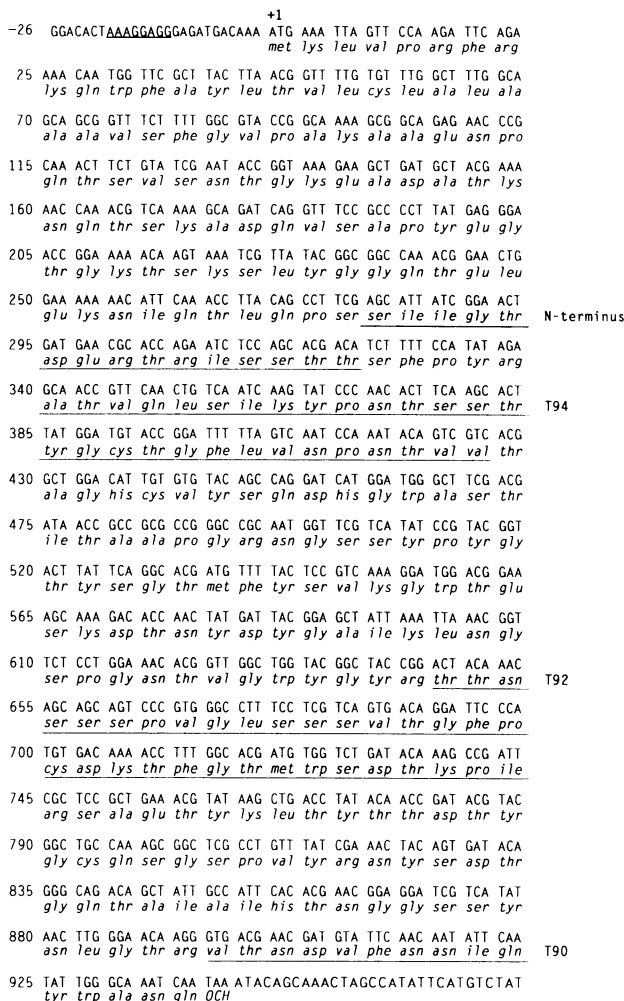 +1
-26 GGACACTAAAGGAGGGAGATGACAAA ATG AAA TTA GTT CCA AGA TTC AGA
met lys leu val pro arg phe arg
25 AAA CAA TGG TTC GCT TAC TTA ACG GTT TTG TGT TTG GCT TTG GCA
lys gln trp phe ala tyr leu thr val leu cys leu ala leu ala
70 GCA GCG GTT TCT TTT GGC GTA CCG GCA AAA GCG GCA GAG AAC CCG
ala ala val ser phe gly val pro ala lys ala ala glu asn pro
115 CAA ACT TCT GTA TCG AAT ACC GGT AAA GAA GCT GAT GCT ACG AAA
gln thr ser val ser asn thr gly lys glu ala asp ala thr lys
160 AAC CAA ACG TCA AAA GCA GAT CAG GTT TCC GCC CCT TAT GAG GGA
asn gln thr ser lys ala asp gln val ser ala pro tyr glu gly
205 ACC GGA AAA ACA AGT AAA TCG TTA TAC GGC GGC CAA ACG GAA CTG
thr gly lys thr ser lys ser leu tyr gly gly gln thr glu leu
250 GAA AAA AAC ATT CAA ACC TTA CAG CCT TCG AGC ATT ATC GGA ACT
glu lys asn ile gln thr leu gln pro ser ser ile ile gly thr N-terminus
295 GAT GAA CGC ACC AGA ATC TCC AGC ACG ACA TCT TTT CCA TAT AGA
asp glu arg thr arg ile ser ser thr thr ser phe pro tyr arg
340 GCA ACC GTT CAA CTG TCA ATC AAG TAT CCC AAC ACT TCA AGC ACT
ala thr val gln leu ser ile lys tyr pro asn thr ser ser thr T94
385 TAT GGA TGT ACC GGA TTT TTA GTC AAT CCA AAT ACA GTC GTC ACG
tyr gly cys thr gly phe leu val asn pro asn thr val val thr
430 GCT GGA CAT TGT GTG TAC AGC CAG GAT CAT GGA TGG GCT TCG ACG
ala gly his cys val tyr ser gln asp his gly trp ala ser thr
475 ATA ACC GCC GCG CCG GGC CGC AAT GGT TCG TCA TAT CCG TAC GGT
ile thr ala ala pro gly arg asn gly ser ser tyr pro tyr gly
520 ACT TAT TCA GGC ACG ATG TTT TAC TCC GTC AAA GGA TGG ACG GAA
thr tyr ser gly thr met phe tyr ser val lys gly trp thr glu
565 AGC AAA GAC ACC AAC TAT GAT TAC GGA GCT ATT AAA TTA AAC GGT
ser lys asp thr asn tyr asp tyr gly ala ile lys leu asn gly
610 TCT CCT GGA AAC ACG GTT GGC TGG TAC GGC TAC CGG ACT ACA AAC
ser pro gly asn thr val gly trp tyr gly tyr arg thr thr asn T92
655 AGC AGC AGT CCC GTG GGC CTT TCC TCG TCA GTG ACA GGA TTC CCA
ser ser ser pro val gly leu ser ser ser val thr gly phe pro
700 TGT GAC AAA ACC TTT GGC ACG ATG TGG TCT GAT ACA AAG CCG ATT
cys asp lys thr phe gly thr met trp ser asp thr lys pro ile
745 CGC TCC GCT GAA ACG TAT AAG CTG ACC TAT ACA ACC GAT ACG TAC
arg ser ala glu thr tyr lys leu thr tyr thr thr asp thr tyr
790 GGC TGC CAA AGC GGC TCG CCT GTT TAT CGA AAC TAC AGT GAT ACA
gly cys gln ser gly ser pro val tyr arg asn tyr ser asp thr
835 GGG CAG ACA GCT ATT GCC ATT CAC ACG AAC GGA GGA TCG TCA TAT
gly gln thr ala ile ala ile his thr asn gly gly ser ser tyr
880 AAC TTG GGA ACA AGG GTG ACG AAC GAT GTA TTC AAC AAT ATT CAA
asn leu gly thr arg val thr asn asp val phe asn asn ile gln T90
925 TAT TGG GCA AAT CAA TAA ATACAGCAAACTAGCCATATTCATGTCTAT
tyr trp ala asn gln OCH